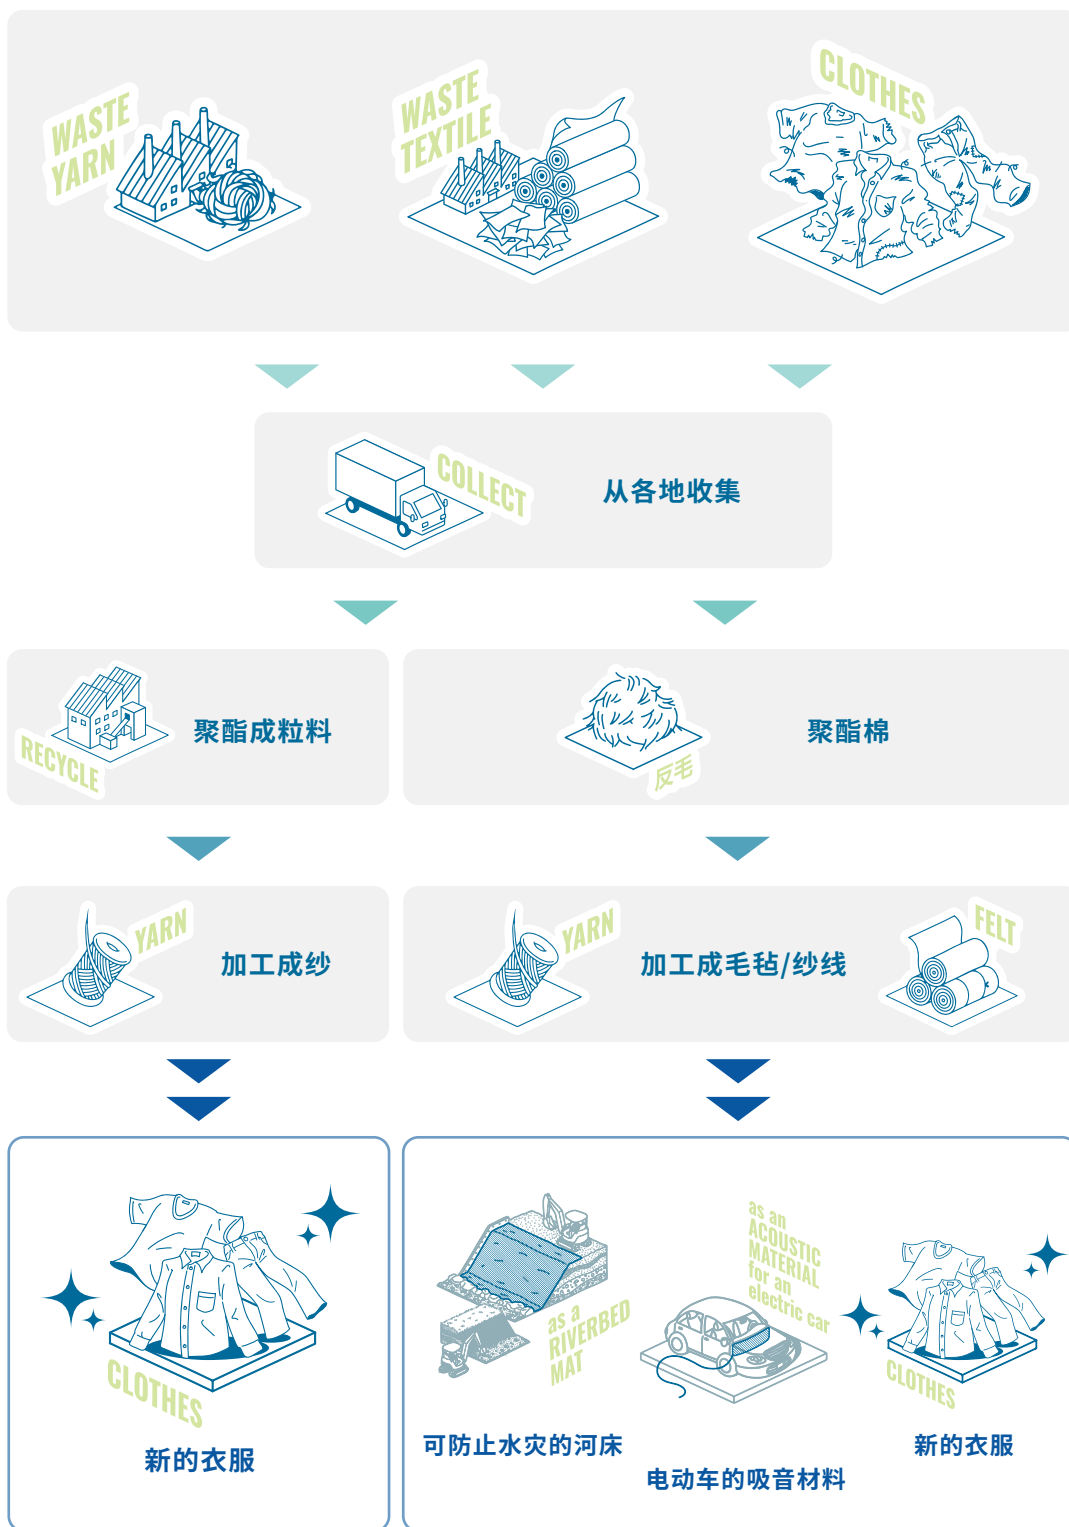 WASTE
YARN
WASTE
TEXTILE
CLOTHES
COLLECT
从各地收集
RECYCLE
聚酯成粒料
反毛
聚酯棉
YARN
加工成纱
YARN
加工成毛毡/纱线
FELT
CLOTHES
新的衣服
as a
RIVERBED
MAT
可防止水灾的河床
as an
ACOUSTIC
MATERIAL
for an
electric car
电动车的吸音材料
CLOTHES
新的衣服